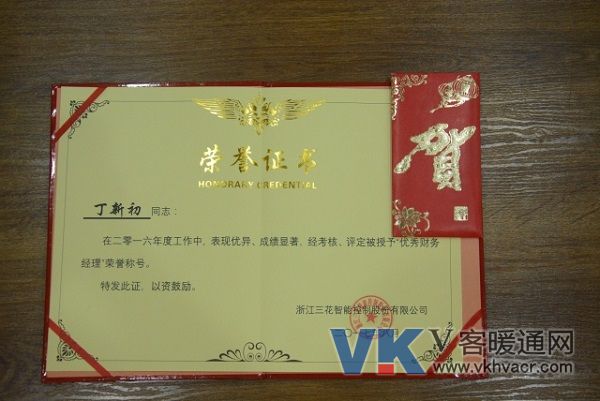 荣誉证书
HONORARY CREDENTIAL
贺
丁新初 同志：
在二零一六年度工作中，表现优异、成绩显著，经考核、评定被授予“优秀财务
经理”荣誉称号。
特发此证，以资鼓励。
浙江三花智能控制股份有限公司
VK V客暖通网
www.vkhvacr.com